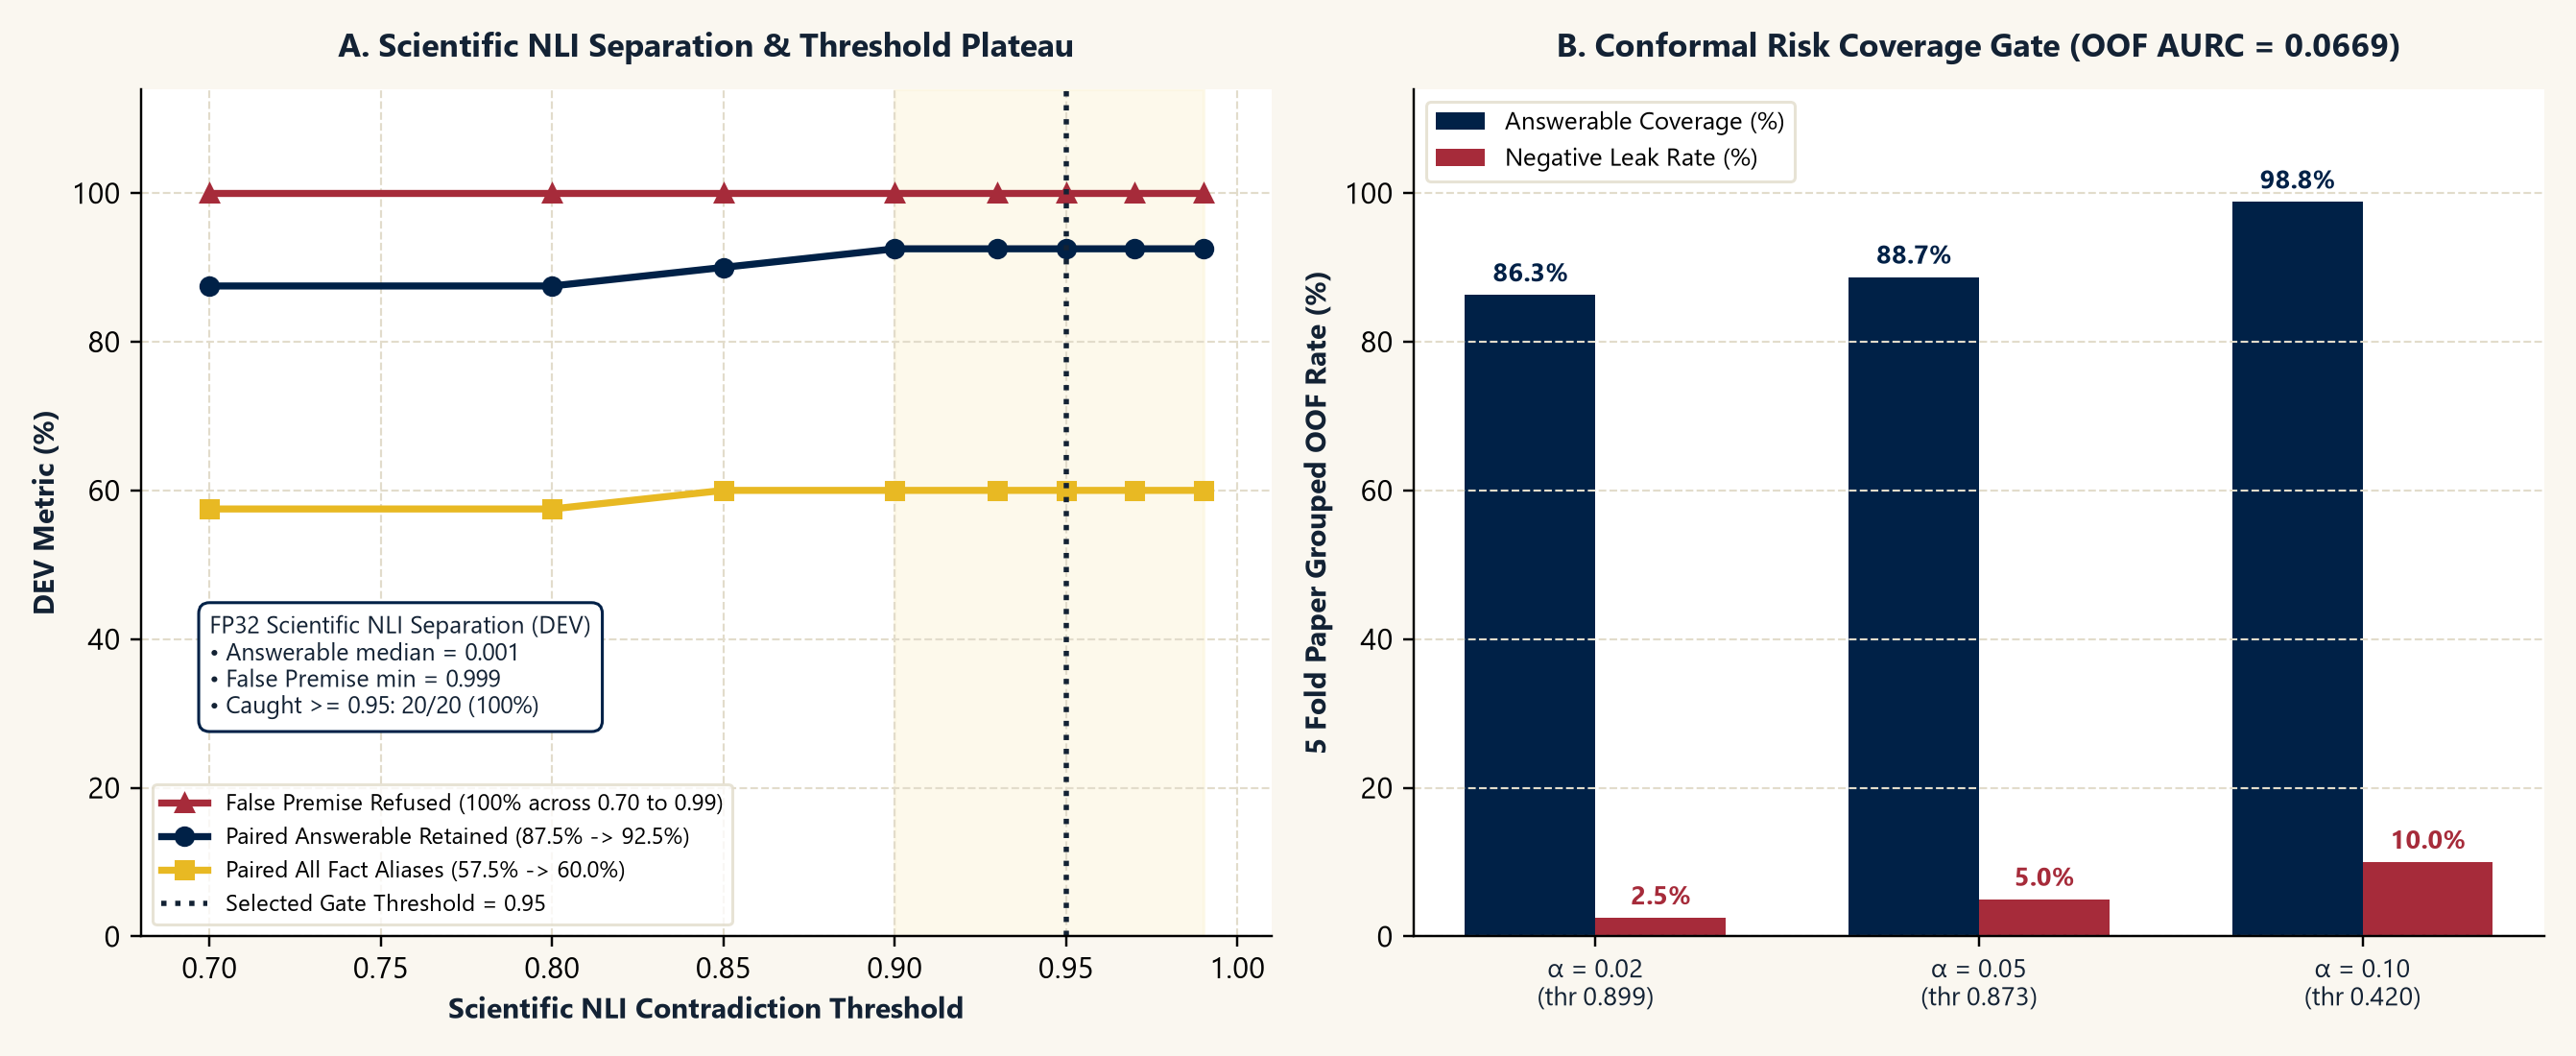 A. Scientific NLI Separation & Threshold Plateau
DEV Metric (%)
100
80
60
40
20
0
FP32 Scientific NLI Separation (DEV)
• Answerable median = 0.001
• False Premise min = 0.999
• Caught >= 0.95: 20/20 (100%)
False Premise Refused (100% across 0.70 to 0.99)
Paired Answerable Retained (87.5% -> 92.5%)
Paired All Fact Aliases (57.5% -> 60.0%)
Selected Gate Threshold = 0.95
0.70 0.75 0.80 0.85 0.90 0.95 1.00
Scientific NLI Contradiction Threshold
B. Conformal Risk Coverage Gate (OOF AURC = 0.0669)
5 Fold Paper Grouped OOF Rate (%)
100
80
60
40
20
0
Answerable Coverage (%)
Negative Leak Rate (%)
86.3%
2.5%
88.7%
5.0%
98.8%
10.0%
α = 0.02
(thr 0.899)
α = 0.05
(thr 0.873)
α = 0.10
(thr 0.420)